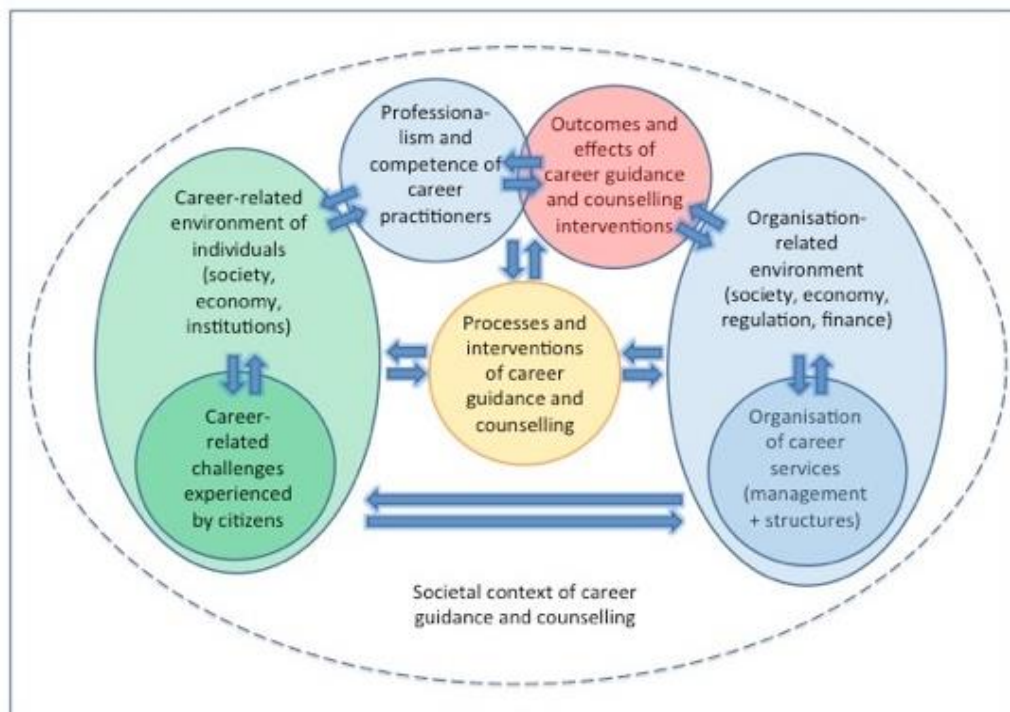 Professiona-
lism and
competence of
career
practitioners
Outcomes and
effects of
career guidance
and counselling
interventions
Career-related
environment of
individuals
(society,
economy,
institutions)
Organisation-
related
environment
(society, economy,
regulation, finance)
Processes and
interventions
of career
guidance and
counselling
Career-
related
challenges
experienced
by citizens
Organisation
of career
services
(management
+ structures)
Societal context of career
guidance and counselling